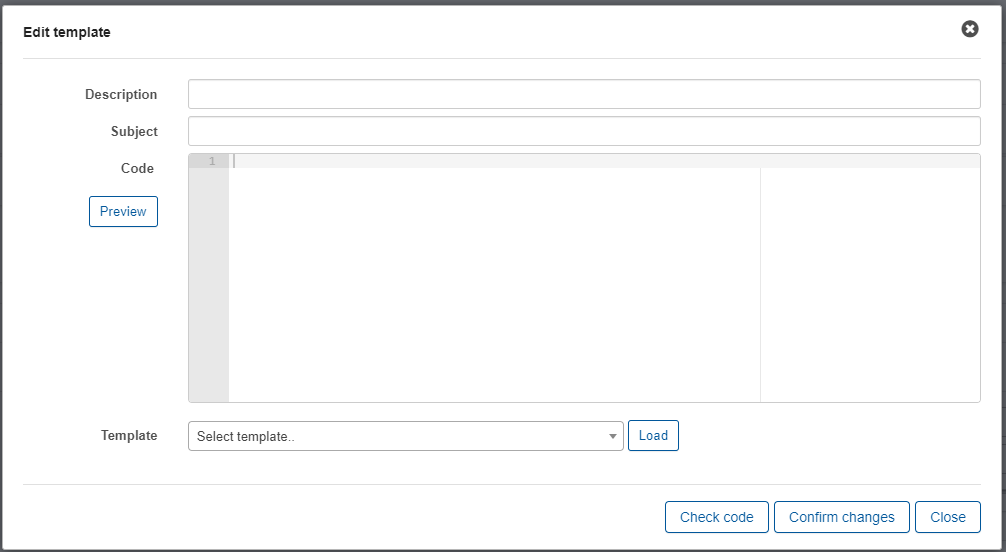 Edit template
Description
Subject
Code
1
Preview
Template
Select template..
Load
Check code
Confirm changes
Close